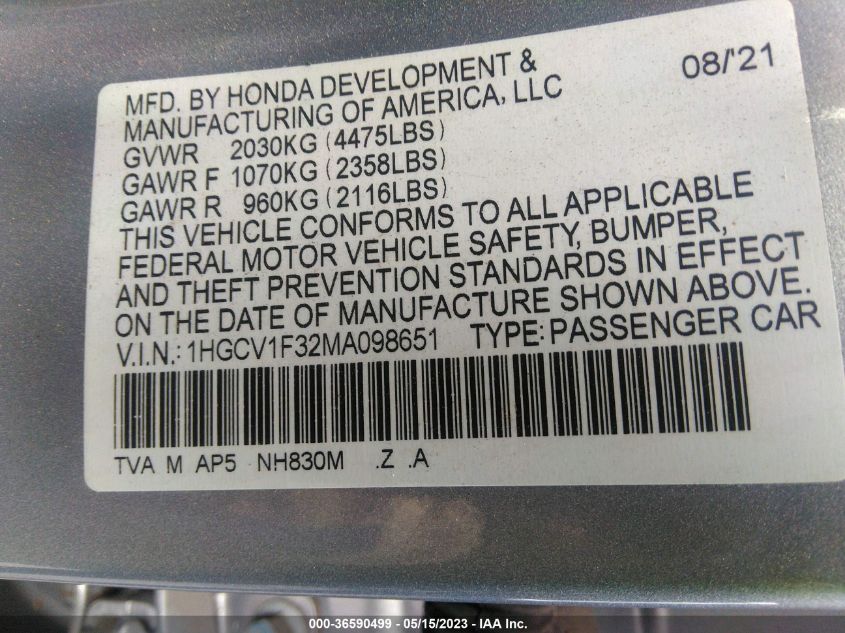 08/'21
MFD. BY HONDA DEVELOPMENT &
MANUFACTURING OF AMERICA, LLC
GVWR 2030KG (4475LBS)
GAWR F 1070KG (2358LBS)
GAWR R 960KG (2116LBS)
THIS VEHICLE CONFORMS TO ALL APPLICABLE
FEDERAL MOTOR VEHICLE SAFETY, BUMPER,
AND THEFT PREVENTION STANDARDS IN EFFECT
ON THE DATE OF MANUFACTURE SHOWN ABOVE.
V.I.N.: 1HGCV1F32MA098651 TYPE: PASSENGER CAR
TVA M AP5 NH830M .Z .A
000-36590499 - 05/15/2023 - IAA Inc.